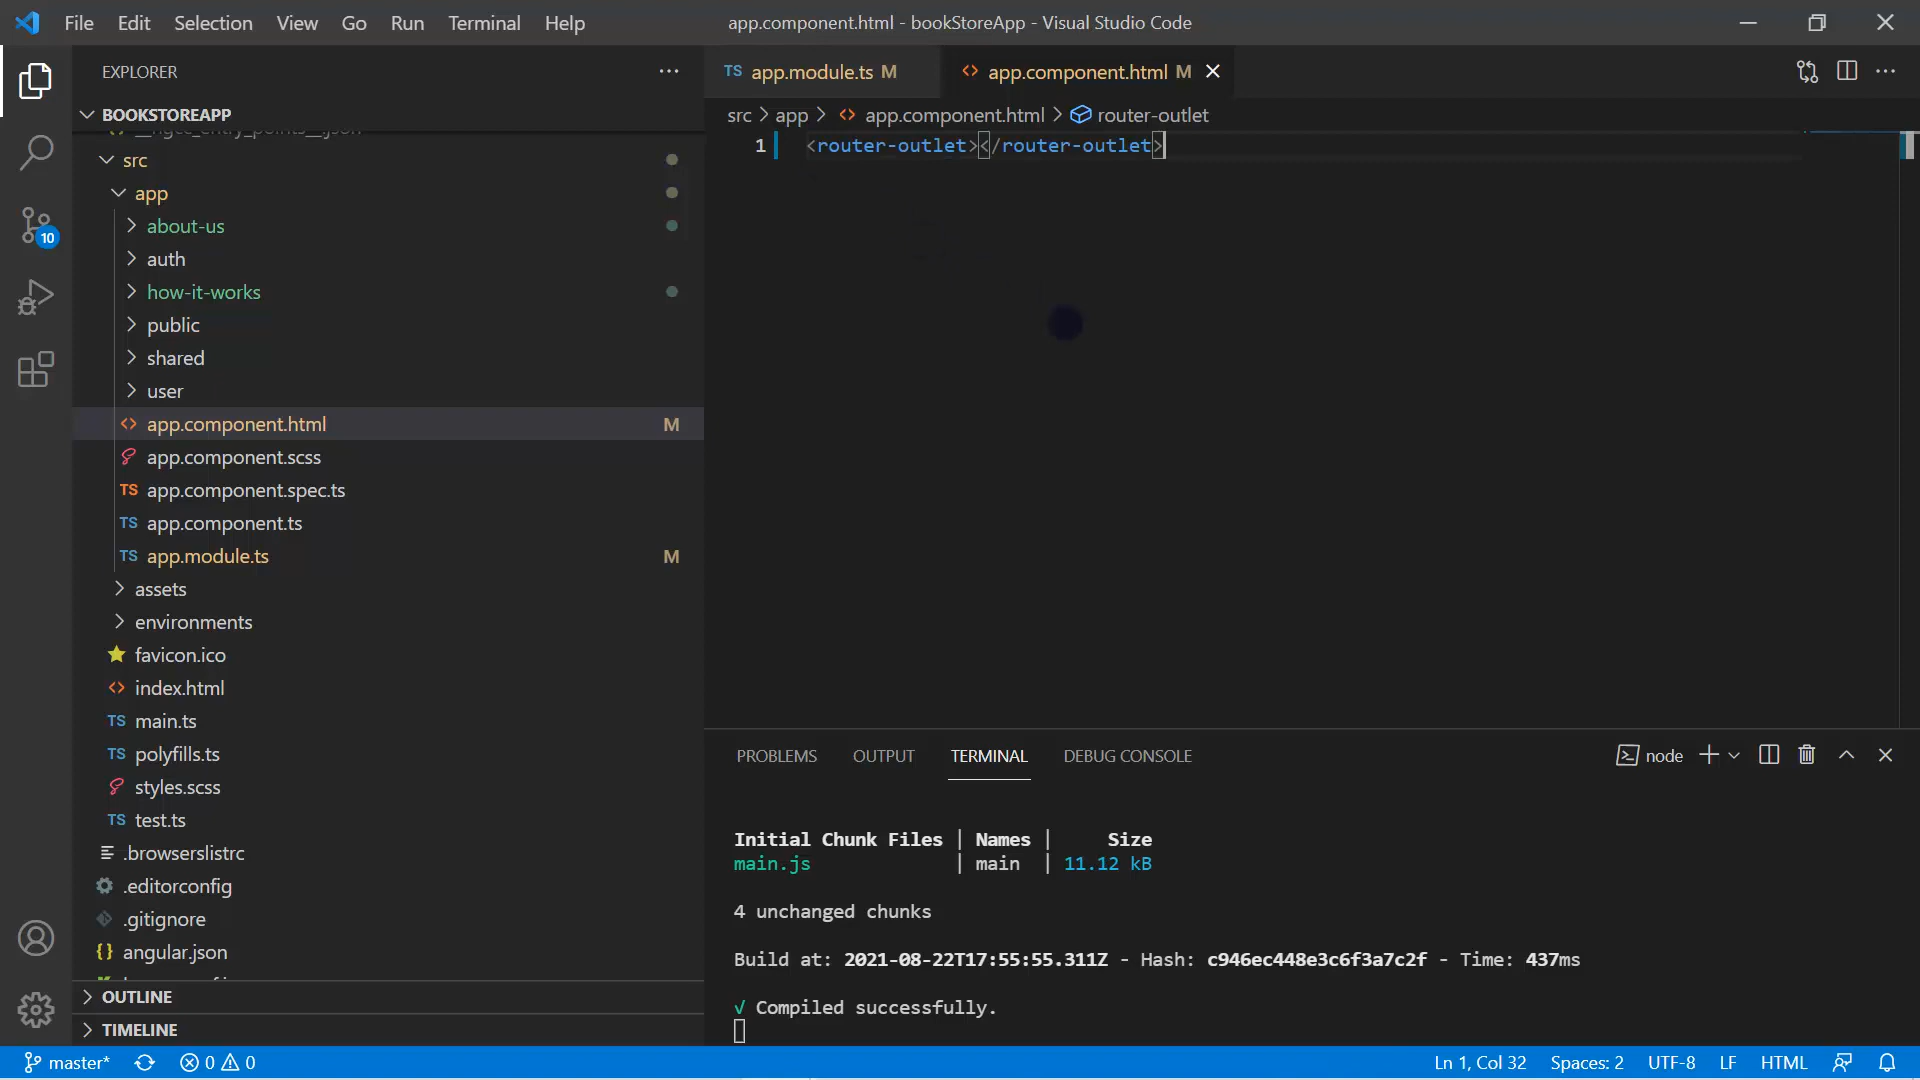 File Edit Selection View Go Run Terminal Help
app.component.html - bookStoreApp - Visual Studio Code
EXPLORER
BOOKSTOREAPP
src
app
about-us
auth
how-it-works
public
shared
user
app.component.html M
app.component.scss
TS app.component.spec.ts
TS app.component.ts
TS app.module.ts M
assets
environments
favicon.ico
index.html
TS main.ts
TS polyfills.ts
styles.scss
TS test.ts
.browserslistrc
.editorconfig
.gitignore
{} angular.json
OUTLINE
TIMELINE
10
TS app.module.ts M
app.component.html M
src > app > app.component.html > router-outlet
1 <router-outlet></router-outlet>
PROBLEMS OUTPUT TERMINAL DEBUG CONSOLE
node
Initial Chunk Files | Names | Size
main.js | main | 11.12 kB
4 unchanged chunks
Build at: 2021-08-22T17:55:55.311Z - Hash: c946ec448e3c6f3a7c2f - Time: 437ms
√ Compiled successfully.
master* 0 0
Ln 1, Col 32 Spaces: 2 UTF-8 LF HTML